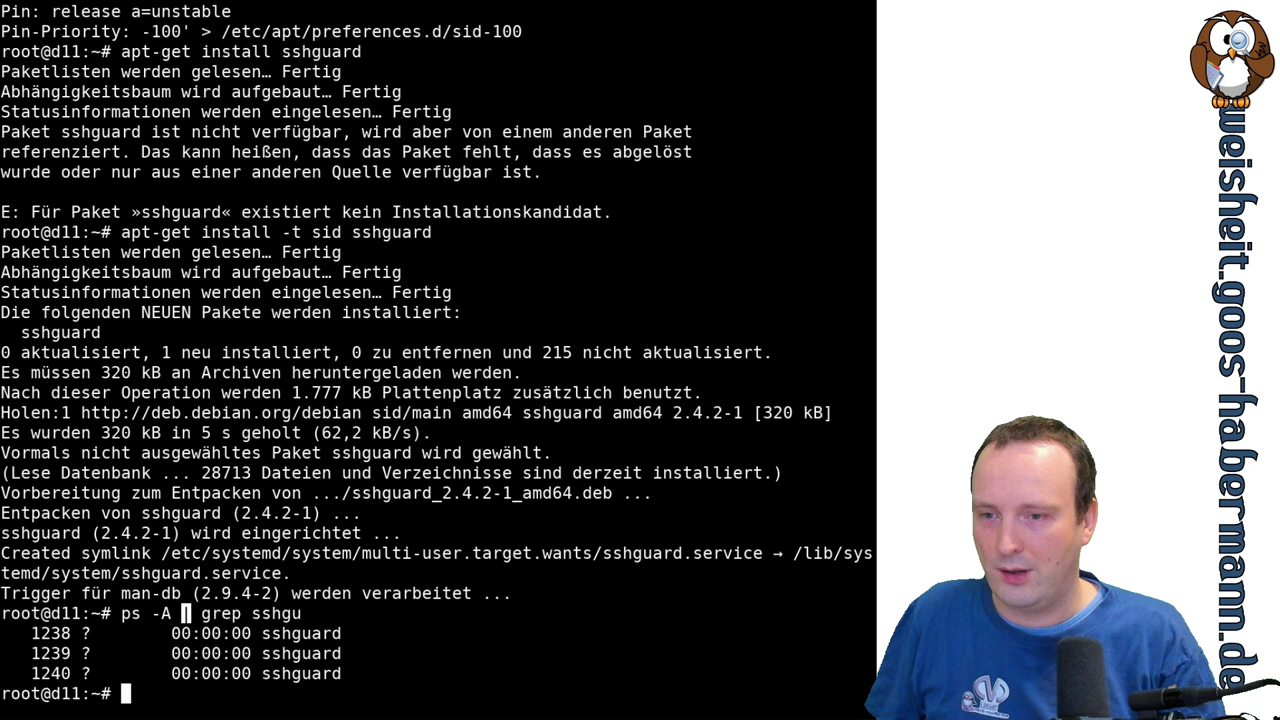 Pin: release a=unstable
Pin-Priority: -100' > /etc/apt/preferences.d/sid-100
root@d11:~# apt-get install sshguard
Paketlisten werden gelesen… Fertig
Abhängigkeitsbaum wird aufgebaut… Fertig
Statusinformationen werden eingelesen… Fertig
Paket sshguard ist nicht verfügbar, wird aber von einem anderen Paket
referenziert. Das kann heißen, dass das Paket fehlt, dass es abgelöst
wurde oder nur aus einer anderen Quelle verfügbar ist.
E: Für Paket »sshguard« existiert kein Installationskandidat.
root@d11:~# apt-get install -t sid sshguard
Paketlisten werden gelesen… Fertig
Abhängigkeitsbaum wird aufgebaut… Fertig
Statusinformationen werden eingelesen… Fertig
Die folgenden NEUEN Pakete werden installiert:
  sshguard
0 aktualisiert, 1 neu installiert, 0 zu entfernen und 215 nicht aktualisiert.
Es müssen 320 kB an Archiven heruntergeladen werden.
Nach dieser Operation werden 1.777 kB Plattenplatz zusätzlich benutzt.
Holen:1 http://deb.debian.org/debian sid/main amd64 sshguard amd64 2.4.2-1 [320 kB]
Es wurden 320 kB in 5 s geholt (62,2 kB/s).
Vormals nicht ausgewähltes Paket sshguard wird gewählt.
(Lese Datenbank ... 28713 Dateien und Verzeichnisse sind derzeit installiert.)
Vorbereitung zum Entpacken von .../sshguard_2.4.2-1_amd64.deb ...
Entpacken von sshguard (2.4.2-1) ...
sshguard (2.4.2-1) wird eingerichtet ...
Created symlink /etc/systemd/system/multi-user.target.wants/sshguard.service → /lib/sys
temd/system/sshguard.service.
Trigger für man-db (2.9.4-2) werden verarbeitet ...
root@d11:~# ps -A | grep sshgu
   1238 ?        00:00:00 sshguard
   1239 ?        00:00:00 sshguard
   1240 ?        00:00:00 sshguard
root@d11:~#
weisheit.goos-habermann.de